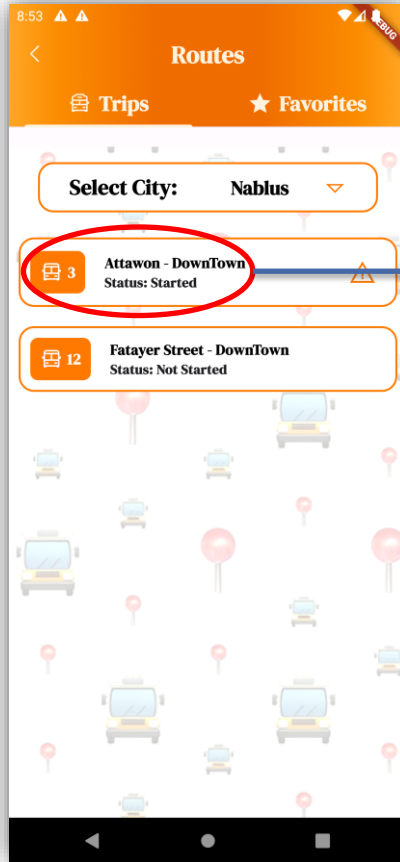 8:53
DEBUG
Routes
Trips
Favorites
Select City: Nablus
3
Attawon - DownTown
Status: Started
12
Fatayer Street - DownTown
Status: Not Started